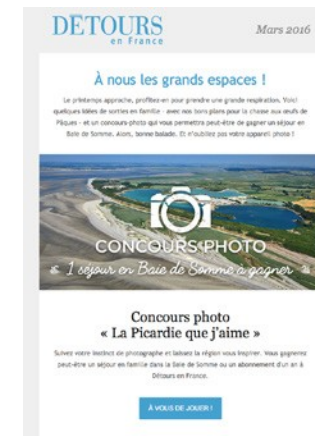 DÉTOURS
en France
Mars 2016
À nous les grands espaces !
Le printemps approche, profitez-en pour prendre une grande respiration. Voici
quelques idées de sorties en famille - avec nos bons plans pour la chasse aux œufs de
Pâques - et un concours photo qui vous permettra peut-être de gagner un séjour en
Baie de Somme. Alors, bonne balade. Et n'oubliez pas votre appareil photo !
CONCOURS PHOTO
1 séjour en Baie de Somme à gagner
Concours photo
« La Picardie que j'aime »
Suivez votre instinct de photographe et laissez la région vous inspirer. Vous gagnerez
peut-être un séjour en famille dans la Baie de Somme ou un abonnement d'un an à
Détours en France.
À VOUS DE JOUER !